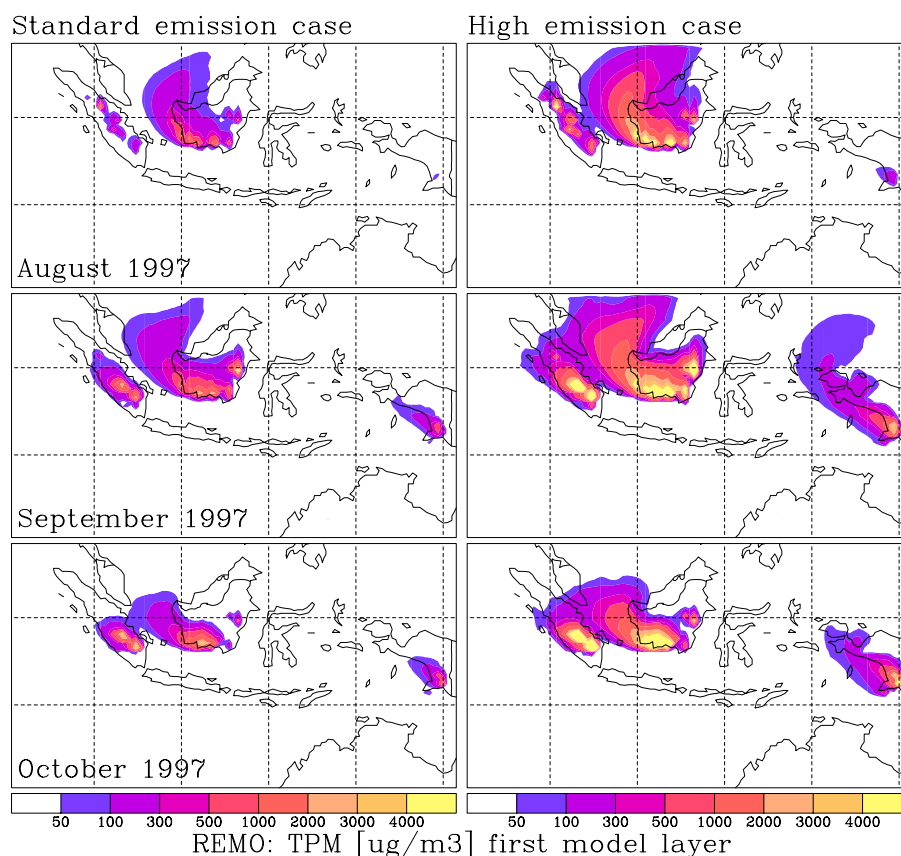 Standard emission case
High emission case
August 1997
September 1997
October 1997
50 100 300 500 1000 2000 3000 4000
50 100 300 500 1000 2000 3000 4000
REMO: TPM [ug/m3] first model layer